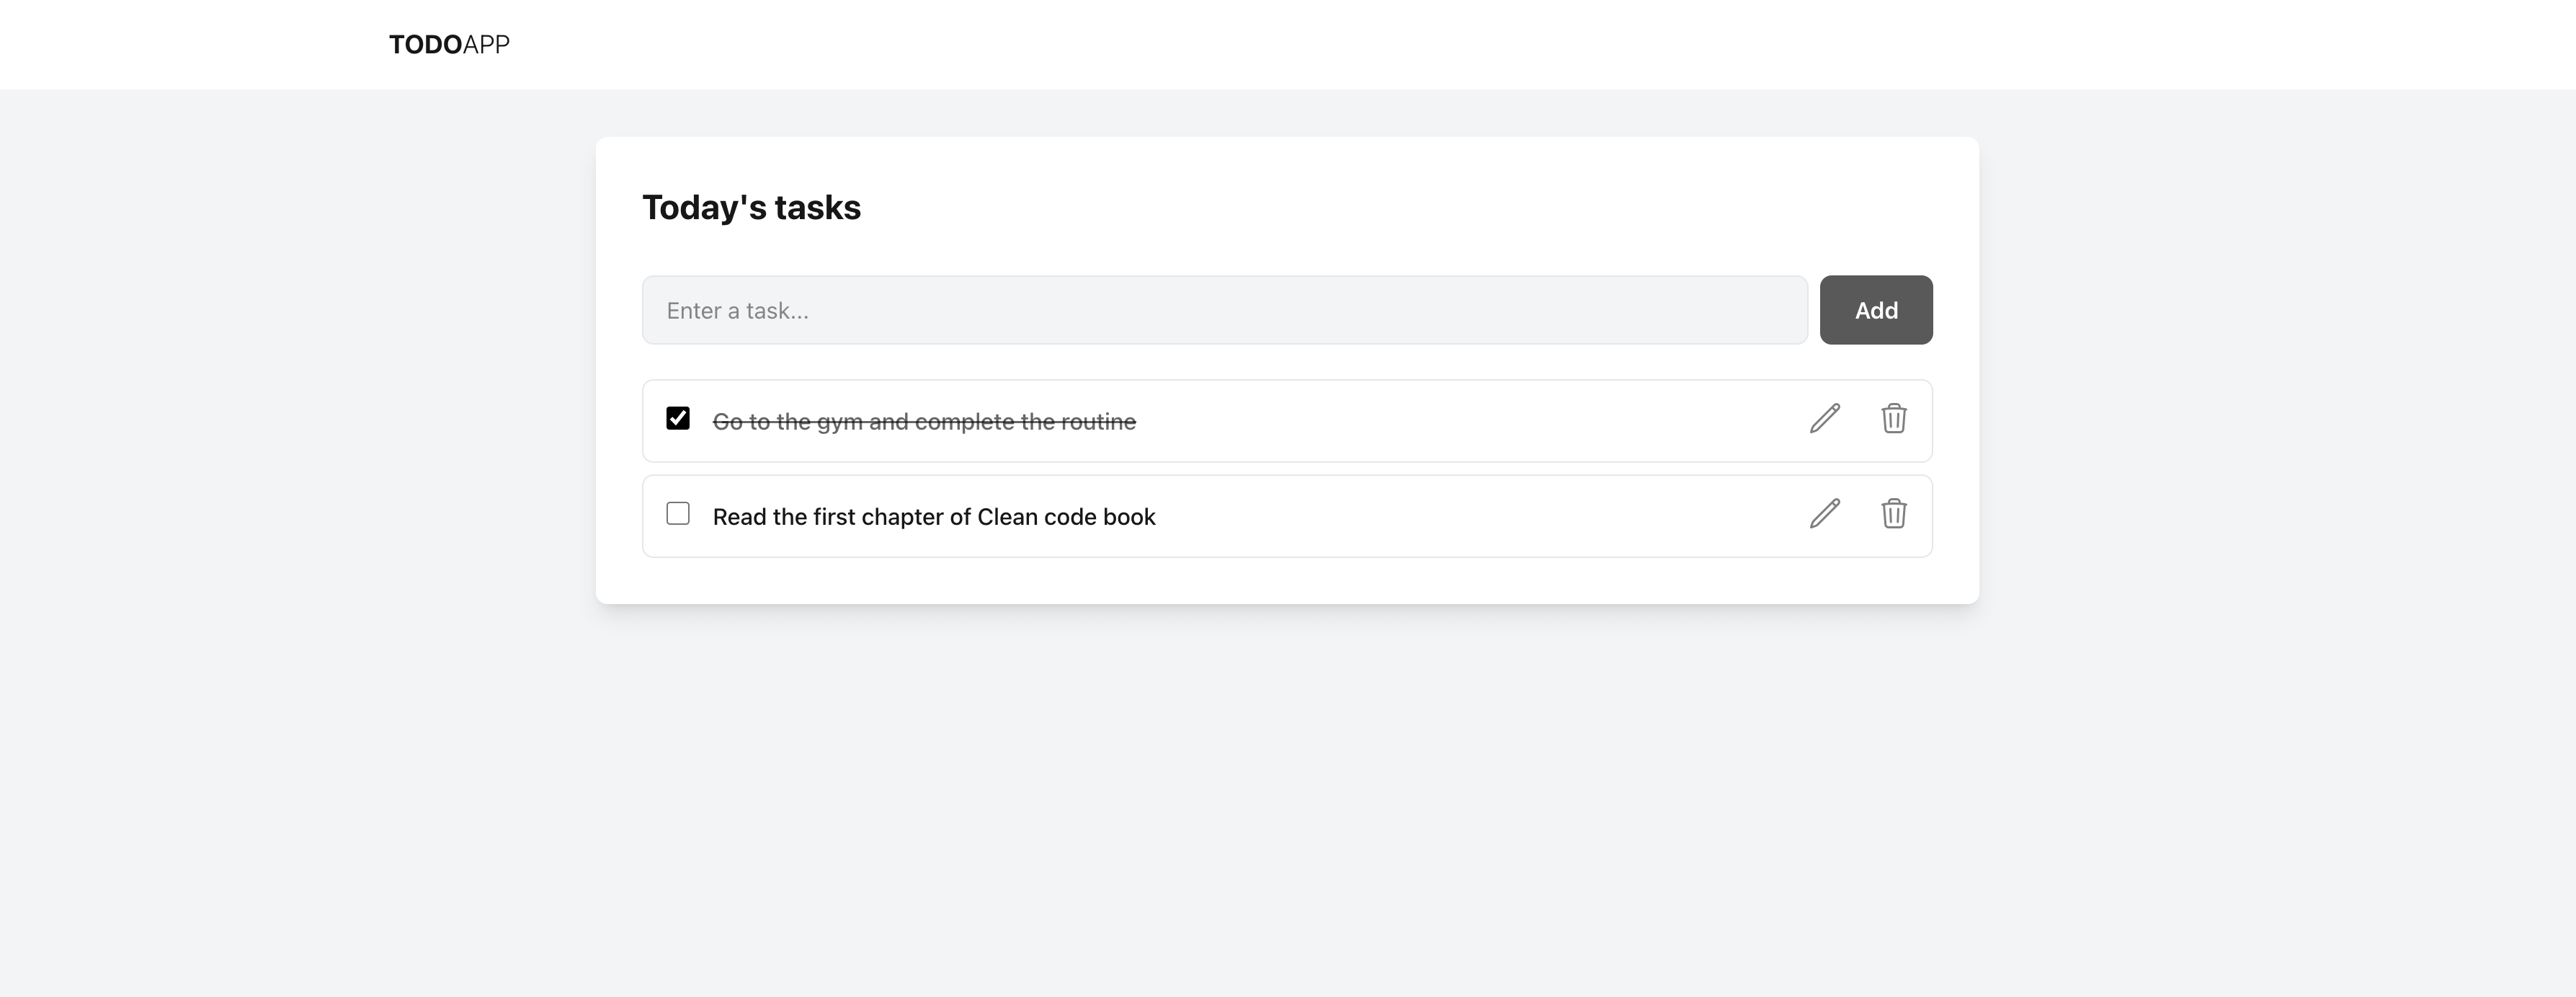 TODOAPP
Today's tasks
Enter a task...
Add
Go to the gym and complete the routine
Read the first chapter of Clean code book